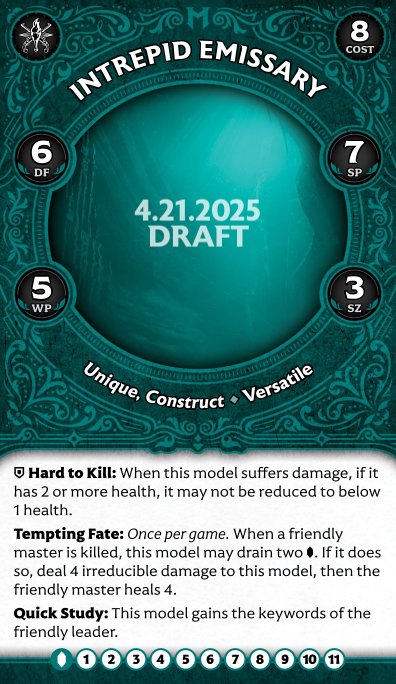 8
COST
INTREPID EMISSARY
6
DF
7
SP
4.21.2025
DRAFT
5
WP
3
SZ
Unique, Construct ◆ Versatile
Hard to Kill: When this model suffers damage, if it
has 2 or more health, it may not be reduced to below
1 health.
Tempting Fate: Once per game. When a friendly
master is killed, this model may drain two . If it does
so, deal 4 irreducible damage to this model, then the
friendly master heals 4.
Quick Study: This model gains the keywords of the
friendly leader.
1 2 3 4 5 6 7 8 9 10 11